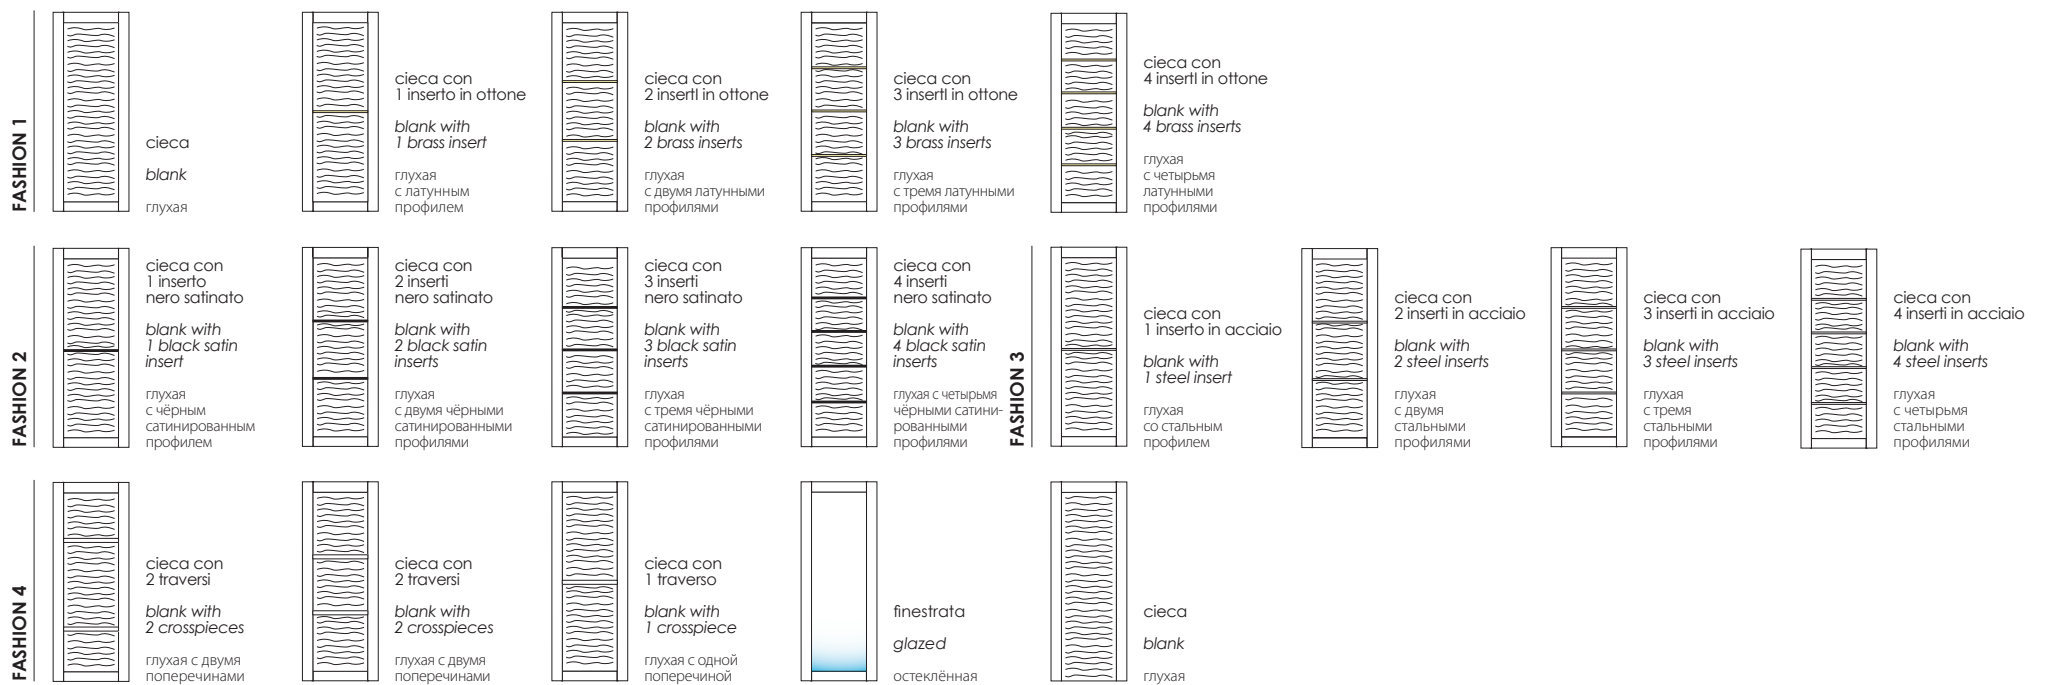 FASHION 1
cieca
blank
глухая
cieca con
1 inserto in ottone
blank with
1 brass insert
глухая
с латунным
профилем
cieca con
2 insertl in ottone
blank with
2 brass inserts
глухая
с двумя латунными
профилями
cieca con
3 insertl in ottone
blank with
3 brass inserts
глухая
с тремя латунными
профилями
cieca con
4 insertl in ottone
blank with
4 brass inserts
глухая
с четырьмя
латунными
профилями
FASHION 2
cieca con
1 inserto
nero satinato
blank with
1 black satin
insert
глухая
с чёрным
сатинированным
профилем
cieca con
2 inserti
nero satinato
blank with
2 black satin
inserts
глухая
с двумя чёрными
сатинированными
профилями
cieca con
3 inserti
nero satinato
blank with
3 black satin
inserts
глухая
с тремя чёрными
сатинированными
профилями
cieca con
4 inserti
nero satinato
blank with
4 black satin
inserts
глухая с четырьмя
чёрными сатини-
рованными
профилями
FASHION 3
cieca con
1 inserto in acciaio
blank with
1 steel insert
глухая
со стальным
профилем
cieca con
2 inserti in acciaio
blank with
2 steel inserts
глухая
с двумя
стальными
профилями
cieca con
3 inserti in acciaio
blank with
3 steel inserts
глухая
с тремя
стальными
профилями
cieca con
4 inserti in acciaio
blank with
4 steel inserts
глухая
с четырьмя
стальными
профилями
FASHION 4
cieca con
2 traversi
blank with
2 crosspieces
глухая с двумя
поперечинами
cieca con
2 traversi
blank with
2 crosspieces
глухая с двумя
поперечинами
cieca con
1 traverso
blank with
1 crosspiece
глухая с одной
поперечиной
finestrata
glazed
остеклённая
cieca
blank
глухая